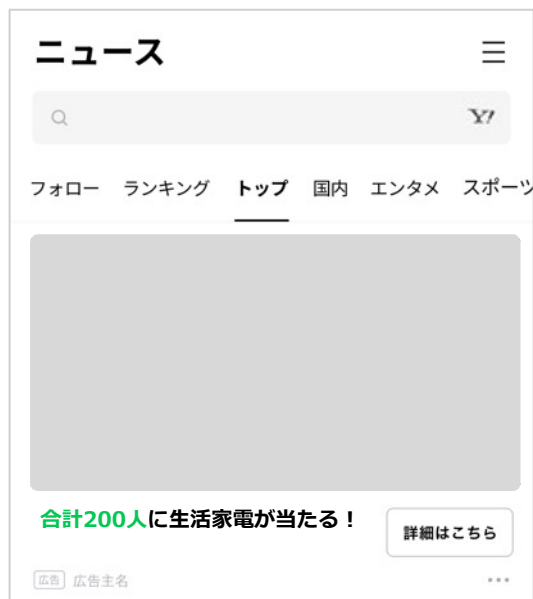 ニュース
Y!
フォロー ランキング トップ 国内 エンタメ スポーツ
合計200人に生活家電が当たる！
詳細はこちら
広告 広告主名